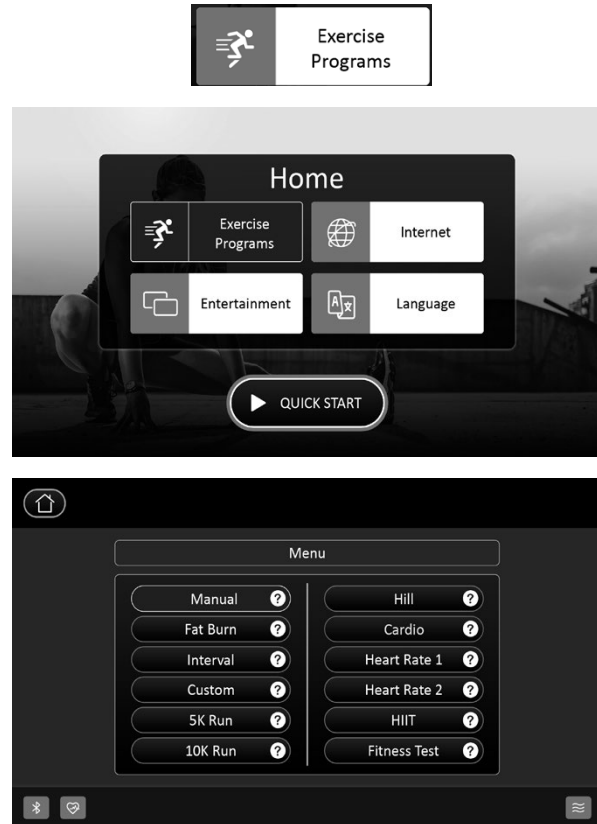 Exercise
Programs
Home
Exercise
Programs
Internet
Entertainment
A
Language
QUICK START
Menu
Manual ?
Hill ?
Fat Burn ?
Cardio ?
Interval ?
Heart Rate 1 ?
Custom ?
Heart Rate 2 ?
5K Run ?
HIIT ?
10K Run ?
Fitness Test ?